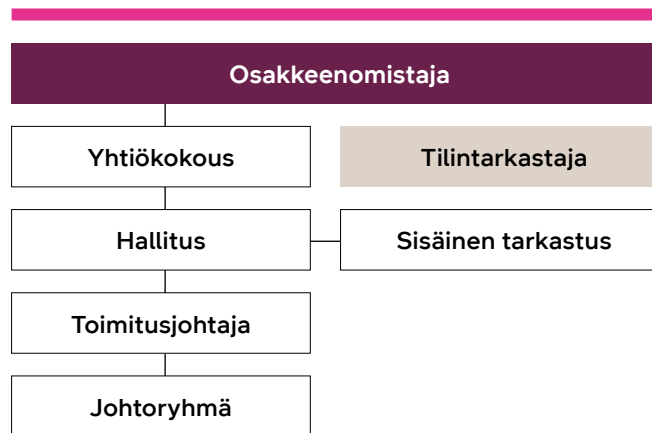 Osakkeenomistaja
Yhtiökokous
Tilintarkastaja
Hallitus
Sisäinen tarkastus
Toimitusjohtaja
Johtoryhmä